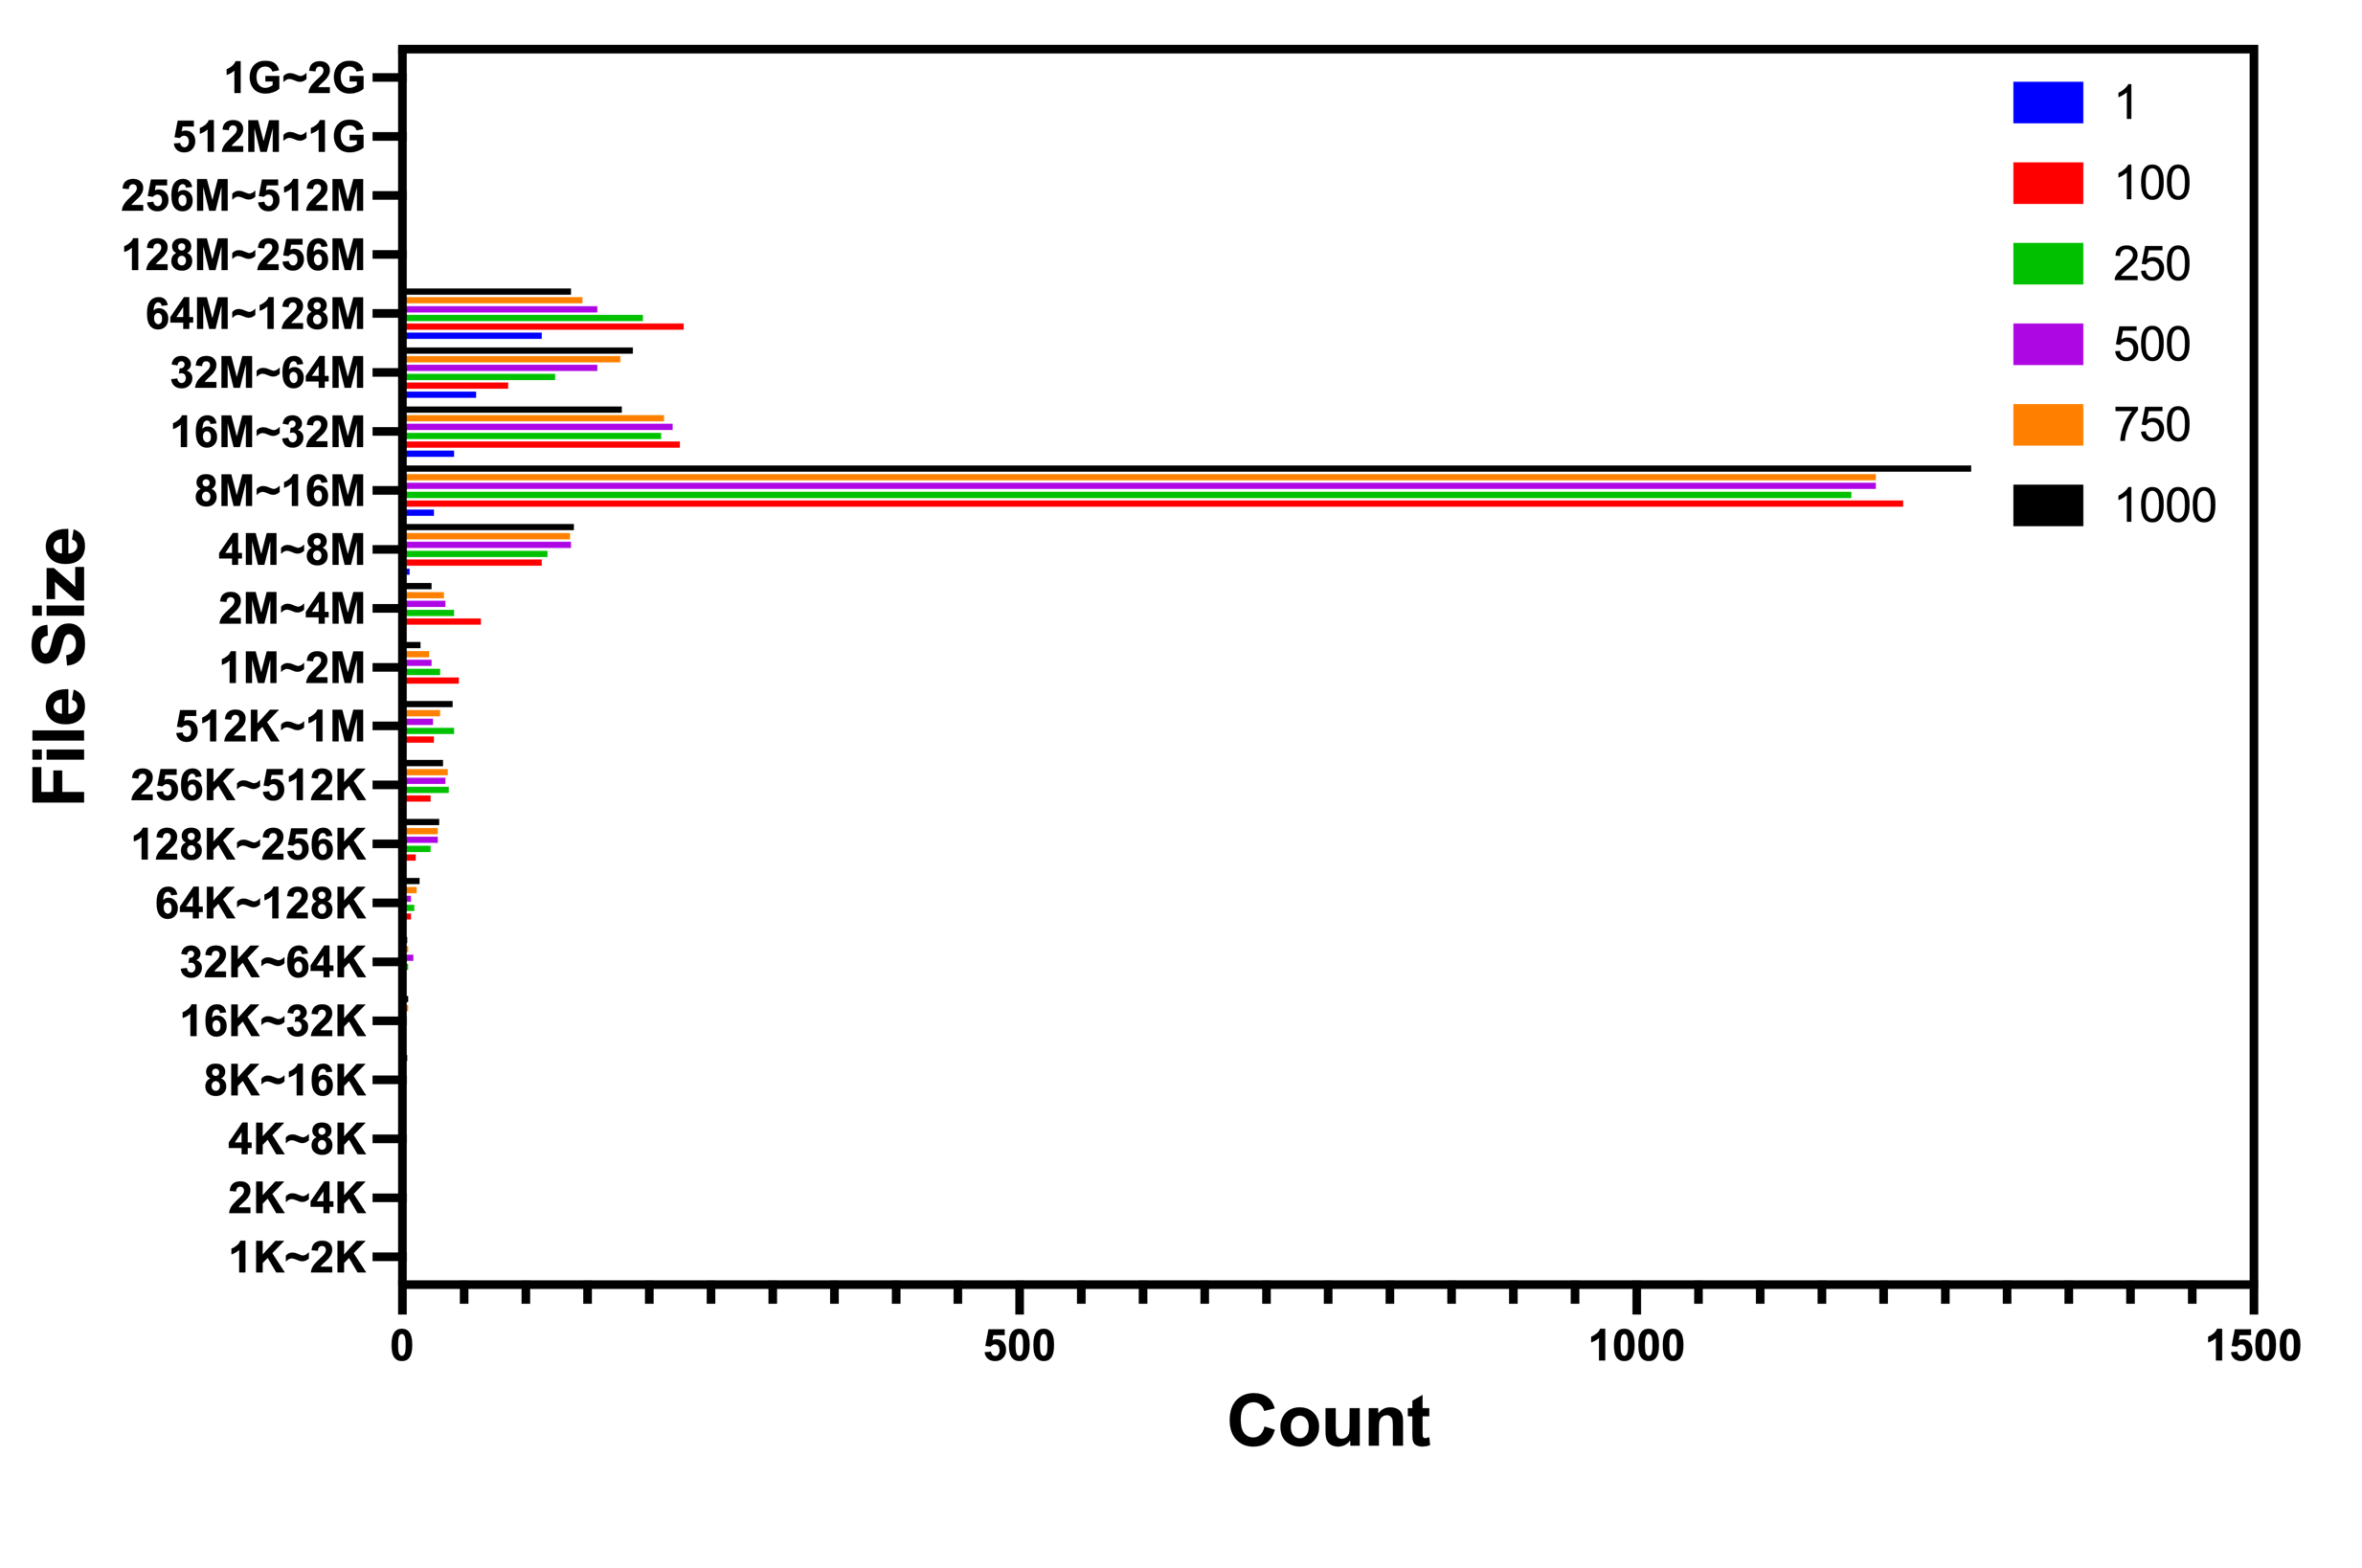 1G~2G
512M~1G
256M~512M
128M~256M
64M~128M
32M~64M
16M~32M
8M~16M
4M~8M
2M~4M
1M~2M
512K~1M
256K~512K
128K~256K
64K~128K
32K~64K
16K~32K
8K~16K
4K~8K
2K~4K
1K~2K
File Size
0 500 1000 1500
Count
1
100
250
500
750
1000